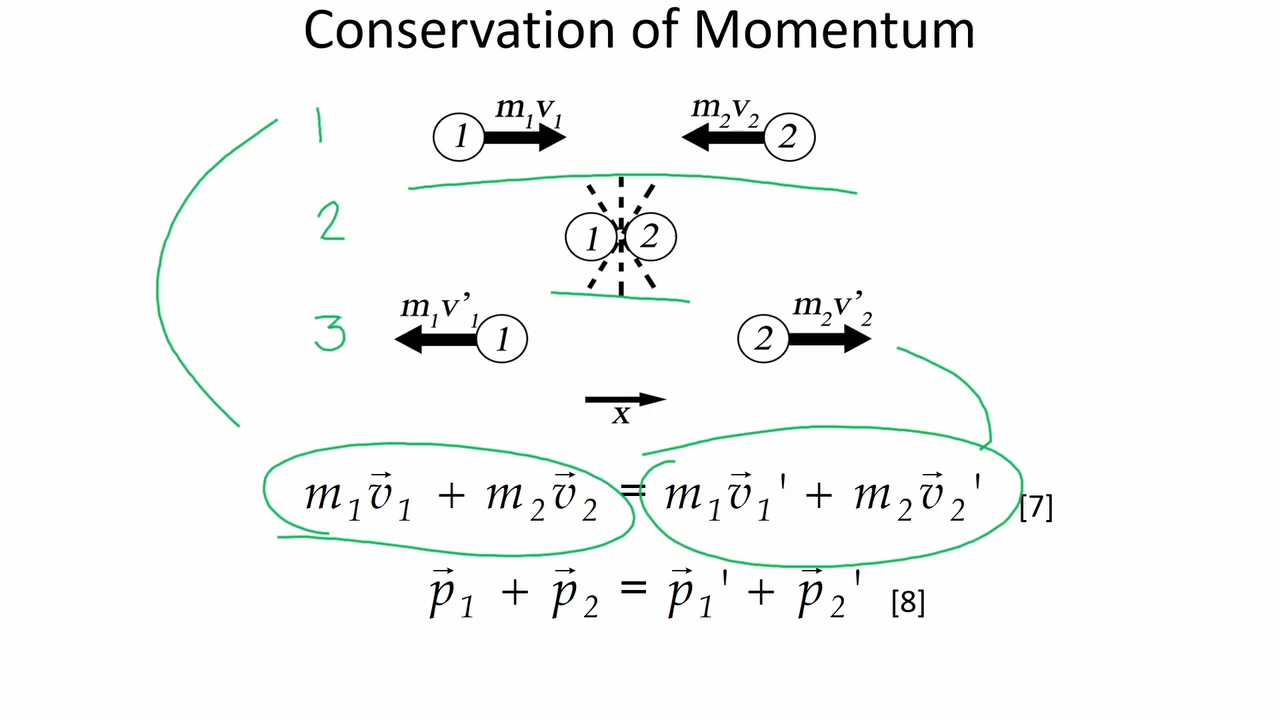 Conservation of Momentum
1 1 m₁v₁ m₂v₂ 2
2 1 2
3 m₁v'₁ 1 2 m₂v'₂
x
m₁v⃗₁ + m₂v⃗₂ = m₁v⃗₁' + m₂v⃗₂' [7]
p⃗₁ + p⃗₂ = p⃗₁' + p⃗₂' [8]